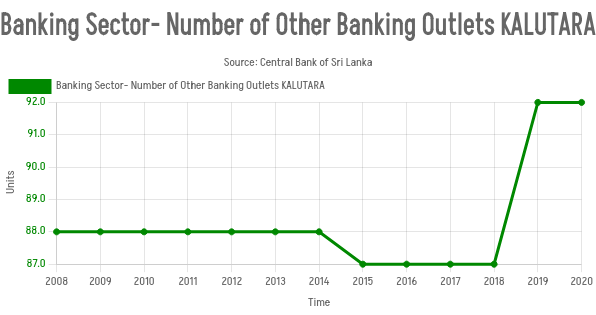 Banking Sector- Number of Other Banking Outlets KALUTARA
Source: Central Bank of Sri Lanka
Banking Sector- Number of Other Banking Outlets KALUTARA
92.0
91.0
90.0
89.0
88.0
87.0
Units
2008 2009 2010 2011 2012 2013 2014 2015 2016 2017 2018 2019 2020
Time